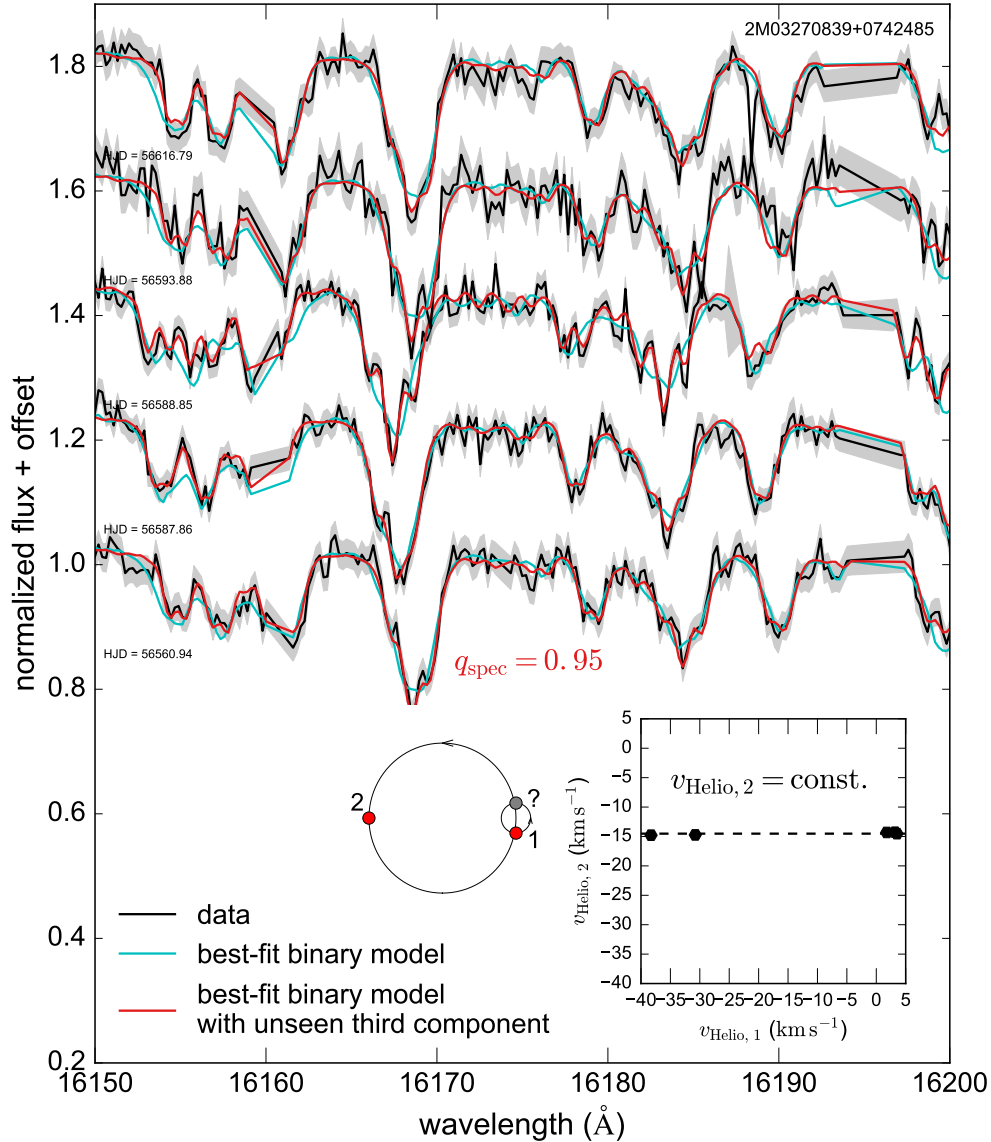 2M03270839+0742485
1.8
HJD = 56616.79
1.6
HJD = 56593.88
1.4
HJD = 56588.85
1.2
HJD = 56587.86
1.0
HJD = 56560.94
0.8
0.6
0.4
0.2
normalized flux + offset
q_spec = 0.95
2
?
1
data
best-fit binary model
best-fit binary model
with unseen third component
5
0
−5
−10
−15
−20
−25
−30
−35
−40
v_Helio, 2 (km s⁻¹)
v_Helio, 2 = const.
−40 −35 −30 −25 −20 −15 −10 −5 0 5
v_Helio, 1 (km s⁻¹)
16150 16160 16170 16180 16190 16200
wavelength (Å)